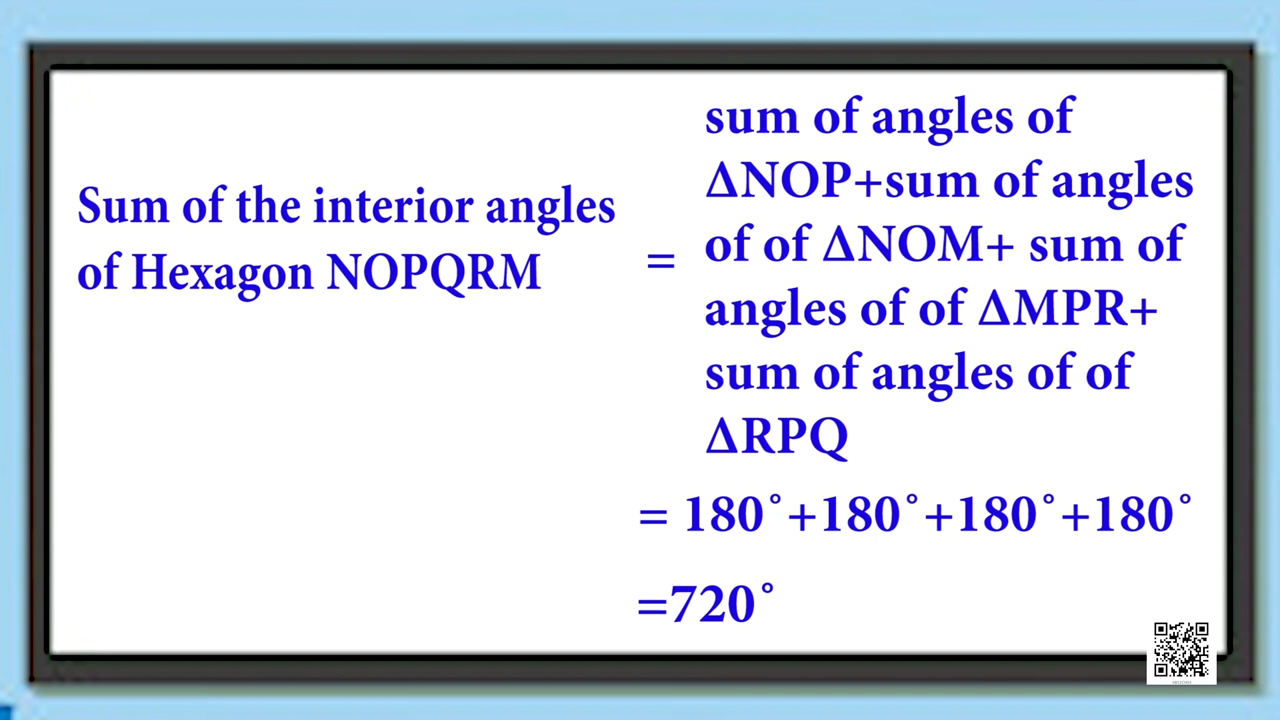 Sum of the interior angles
of Hexagon NOPQRM
=
sum of angles of
ΔNOP+sum of angles
of of ΔNOM+ sum of
angles of of ΔMPR+
sum of angles of of
ΔRPQ
= 180°+180°+180°+180°
=720°